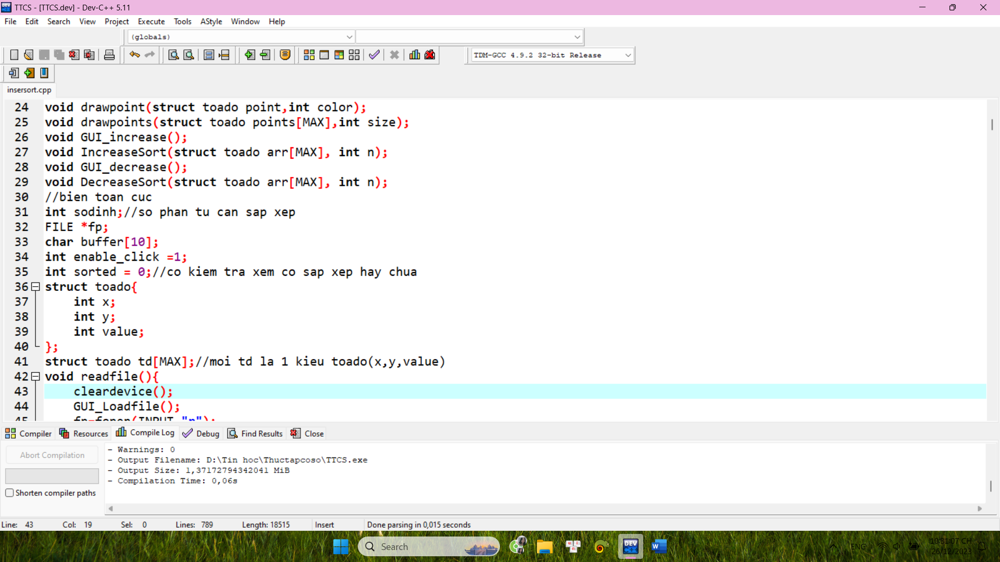 TTCS - [TTCS.dev] - Dev-C++ 5.11
File Edit Search View Project Execute Tools AStyle Window Help
(globals)
TDM-GCC 4.9.2 32-bit Release
insersort.cpp
24 void drawpoint(struct toado point,int color);
25 void drawpoints(struct toado points[MAX],int size);
26 void GUI_increase();
27 void IncreaseSort(struct toado arr[MAX], int n);
28 void GUI_decrease();
29 void DecreaseSort(struct toado arr[MAX], int n);
30 //bien toan cuc
31 int sodinh;//so phan tu can sap xep
32 FILE *fp;
33 char buffer[10];
34 int enable_click =1;
35 int sorted = 0;//co kiem tra xem co sap xep hay chua
36 struct toado{
37 int x;
38 int y;
39 int value;
40 };
41 struct toado td[MAX];//moi td la 1 kieu toado(x,y,value)
42 void readfile(){
43 cleardevice();
44 GUI_Loadfile();
45 fp=fopen(INPUT,"r");
Compiler Resources Compile Log Debug Find Results Close
Abort Compilation
Shorten compiler paths
- Warnings: 0
- Output Filename: D:\Tin hoc\Thuctapcoso\TTCS.exe
- Output Size: 1,37172794342041 MiB
- Compilation Time: 0,06s
Line: 43 Col: 19 Sel: 0 Lines: 789 Length: 18515 Insert Done parsing in 0,015 seconds
Search
ENG
10:31:07 CH
26/12/2023